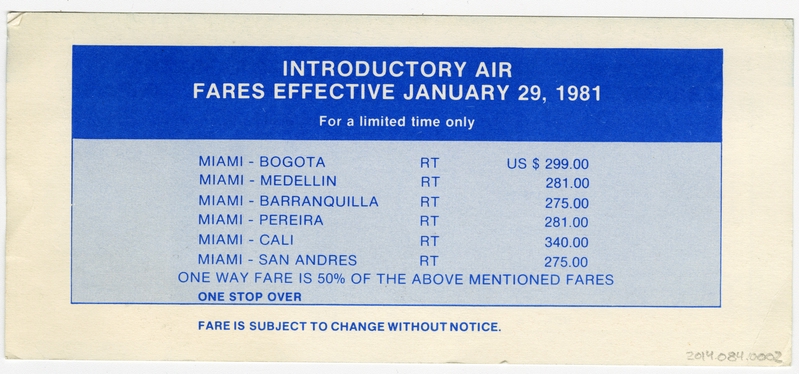 INTRODUCTORY AIR
FARES EFFECTIVE JANUARY 29, 1981
For a limited time only
MIAMI - BOGOTA RT US $ 299.00
MIAMI - MEDELLIN RT 281.00
MIAMI - BARRANQUILLA RT 275.00
MIAMI - PEREIRA RT 281.00
MIAMI - CALI RT 340.00
MIAMI - SAN ANDRES RT 275.00
ONE WAY FARE IS 50% OF THE ABOVE MENTIONED FARES
ONE STOP OVER
FARE IS SUBJECT TO CHANGE WITHOUT NOTICE.
2014.084.0002